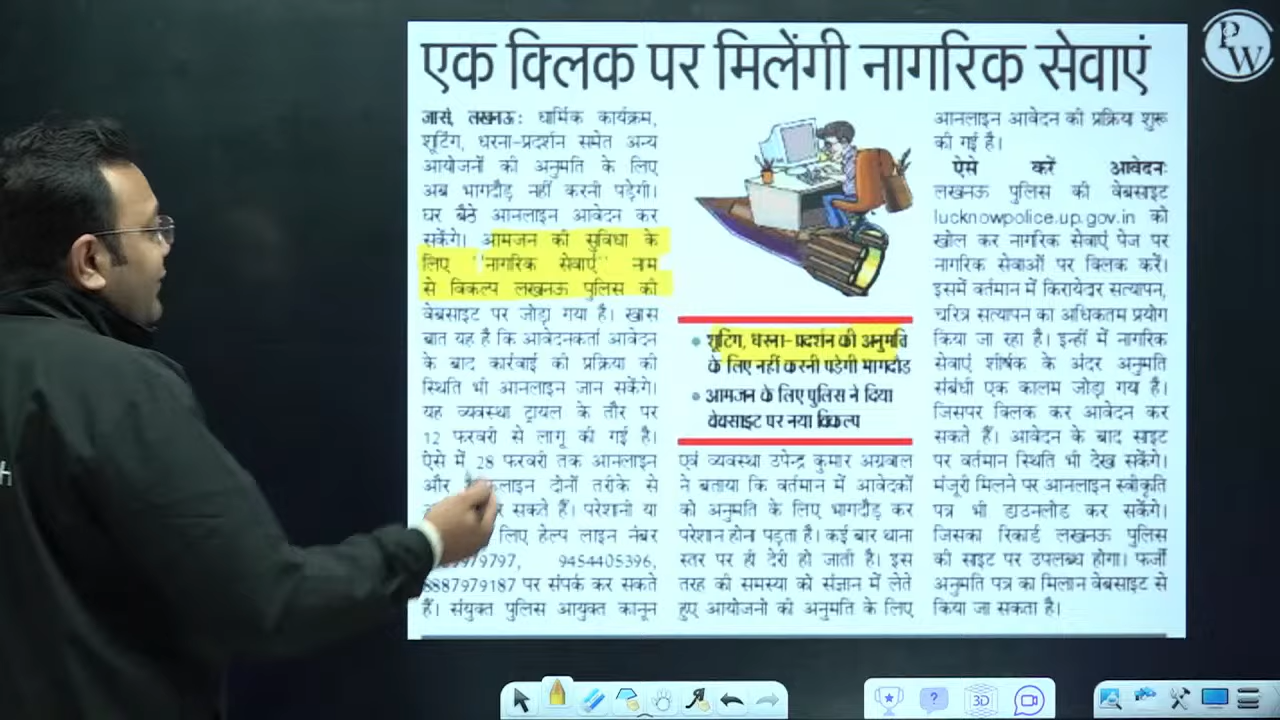 एक क्लिक पर मिलेंगी नागरिक सेवाएं
जासं, लखनऊः धार्मिक कार्यक्रम,
शूटिंग, धरना-प्रदर्शन समेत अन्य
आयोजनों की अनुमति के लिए
अब भागदौड़ नहीं करनी पड़ेगी।
घर बैठे आनलाइन आवेदन कर
सकेंगे। आमजन की सुविधा के
लिए ''नागरिक सेवाएं'' नाम
से विकल्प लखनऊ पुलिस की
वेबसाइट पर जोड़ा गया है। खास
बात यह है कि आवेदनकर्ता आवेदन
के बाद कार्रवाई की प्रक्रिया की
स्थिति भी आनलाइन जान सकेंगे।
यह व्यवस्था ट्रायल के तौर पर
12 फरवरी से लागू की गई है।
ऐसे में 28 फरवरी तक आनलाइन
और दोनों तरीके से
सकते हैं। परेशानी या
लिए हेल्प लाइन नंबर
9454405396,
8887979187 पर संपर्क कर सकते
हैं। संयुक्त पुलिस आयुक्त कानून
शूटिंग, धरना-प्रदर्शन की अनुमति
के लिए नहीं करनी पड़ेगी भागदौड़
आमजन के लिए पुलिस ने दिया
वेबसाइट पर नया विकल्प
एवं व्यवस्था उपेन्द्र कुमार अग्रवाल
ने बताया कि वर्तमान में आवेदकों
को अनुमति के लिए भागदौड़ कर
परेशान होना पड़ता है। कई बार थाना
स्तर पर ही देरी हो जाती है। इस
तरह की समस्या को संज्ञान में लेते
हुए आयोजनों की अनुमति के लिए
आनलाइन आवेदन की प्रक्रिया शुरू
की गई है।
ऐसे करें आवेदनः
लखनऊ पुलिस की वेबसाइट
lucknowpolice.up.gov.in को
खोल कर नागरिक सेवाएं पेज पर
नागरिक सेवाओं पर क्लिक करें।
इसमें वर्तमान में किरायेदार सत्यापन,
चरित्र सत्यापन का अधिकतम प्रयोग
किया जा रहा है। इन्हीं में नागरिक
सेवाएं शीर्षक के अंदर अनुमति
संबंधी एक कालम जोड़ा गया है।
जिसपर क्लिक कर आवेदन कर
सकते हैं। आवेदन के बाद साइट
पर वर्तमान स्थिति भी देख सकेंगे।
मंजूरी मिलने पर आनलाइन स्वीकृति
पत्र भी डाउनलोड कर सकेंगे।
जिसका रिकार्ड लखनऊ पुलिस
की साइट पर उपलब्ध होगा। फर्जी
अनुमति पत्र का मिलान वेबसाइट से
किया जा सकता है।
PW
3D